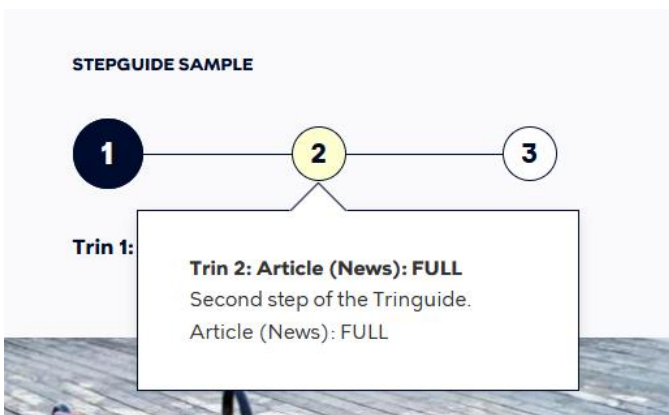 STEPGUIDE SAMPLE
1
2
3
Trin 1:
Trin 2: Article (News): FULL
Second step of the Tringuide.
Article (News): FULL